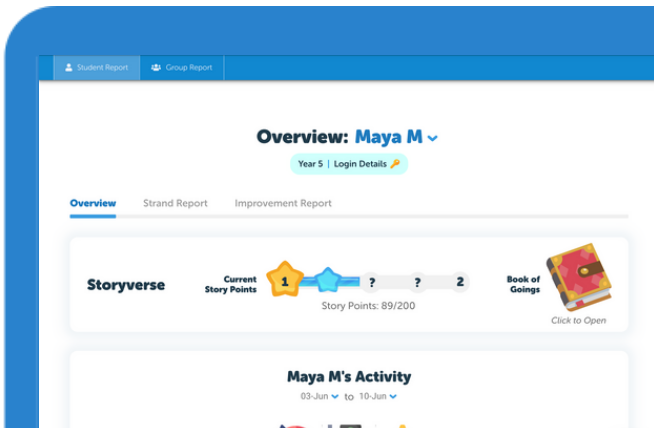 Student Report Group Report
Overview: Maya M
Year 5 | Login Details
Overview Strand Report Improvement Report
Storyverse
Current
Story Points
1 ? ? 2
Story Points: 89/200
Book of
Goings
Click to Open
Maya M's Activity
03-Jun to 10-Jun